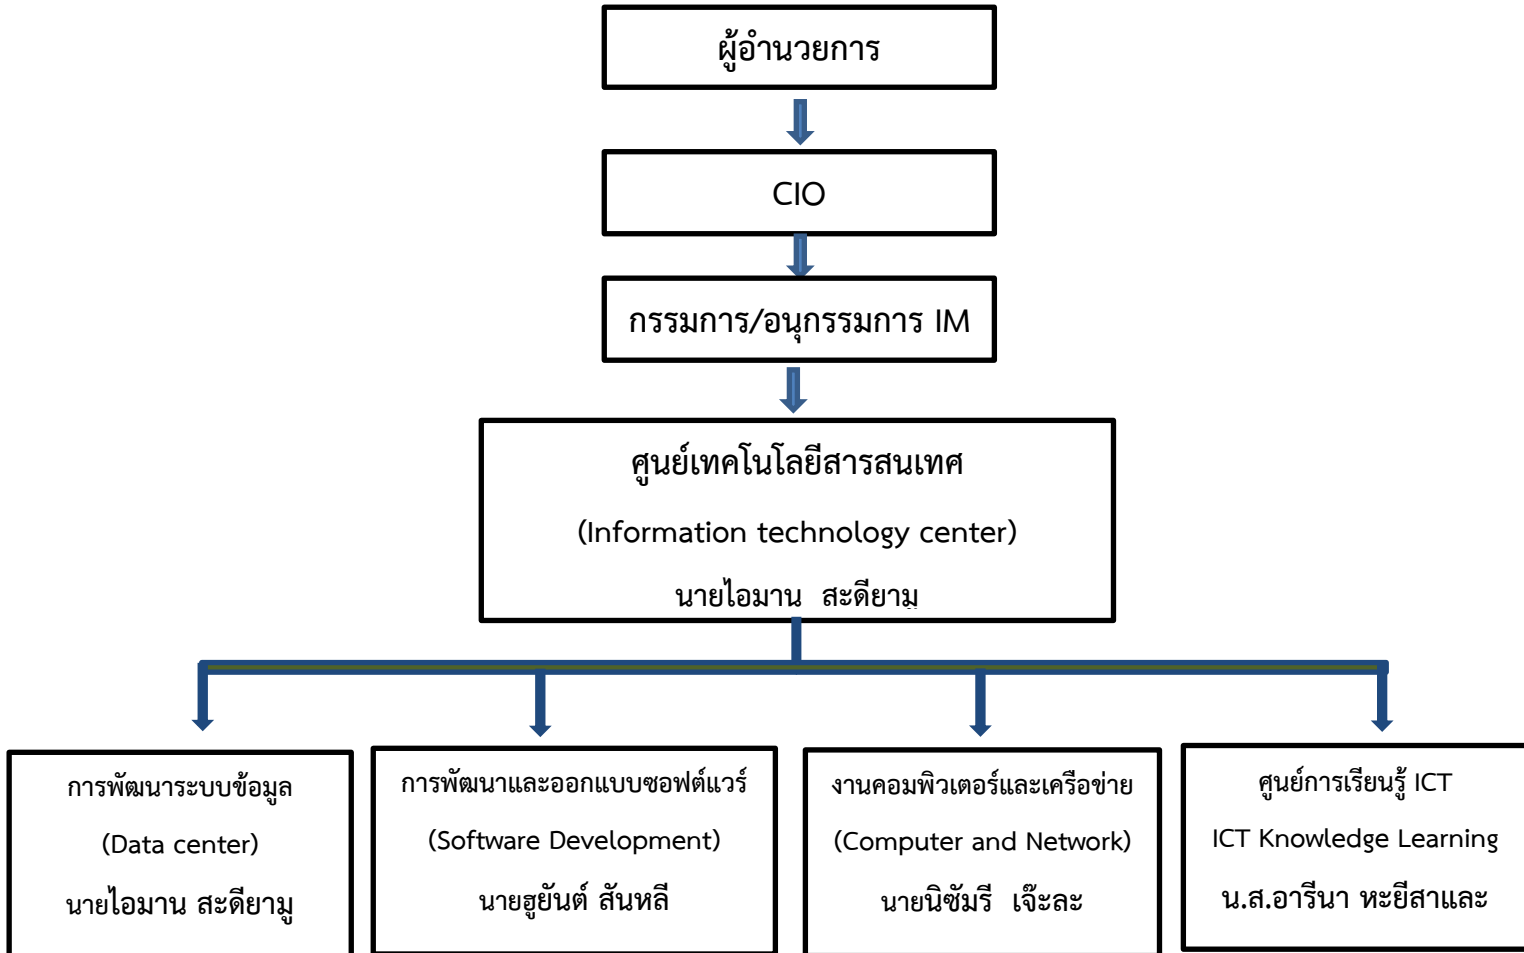 ผู้อำนวยการ
CIO
กรรมการ/อนุกรรมการ IM
ศูนย์เทคโนโลยีสารสนเทศ
(Information technology center)
นายไอมาน สะดียามู
การพัฒนาระบบข้อมูล
(Data center)
นายไอมาน สะดียามู
การพัฒนาและออกแบบซอฟต์แวร์
(Software Development)
นายฮูยันต์ สันหลี
งานคอมพิวเตอร์และเครือข่าย
(Computer and Network)
นายนิซัมรี เจ๊ะละ
ศูนย์การเรียนรู้ ICT
ICT Knowledge Learning
น.ส.อารีนา หะยีสาและ